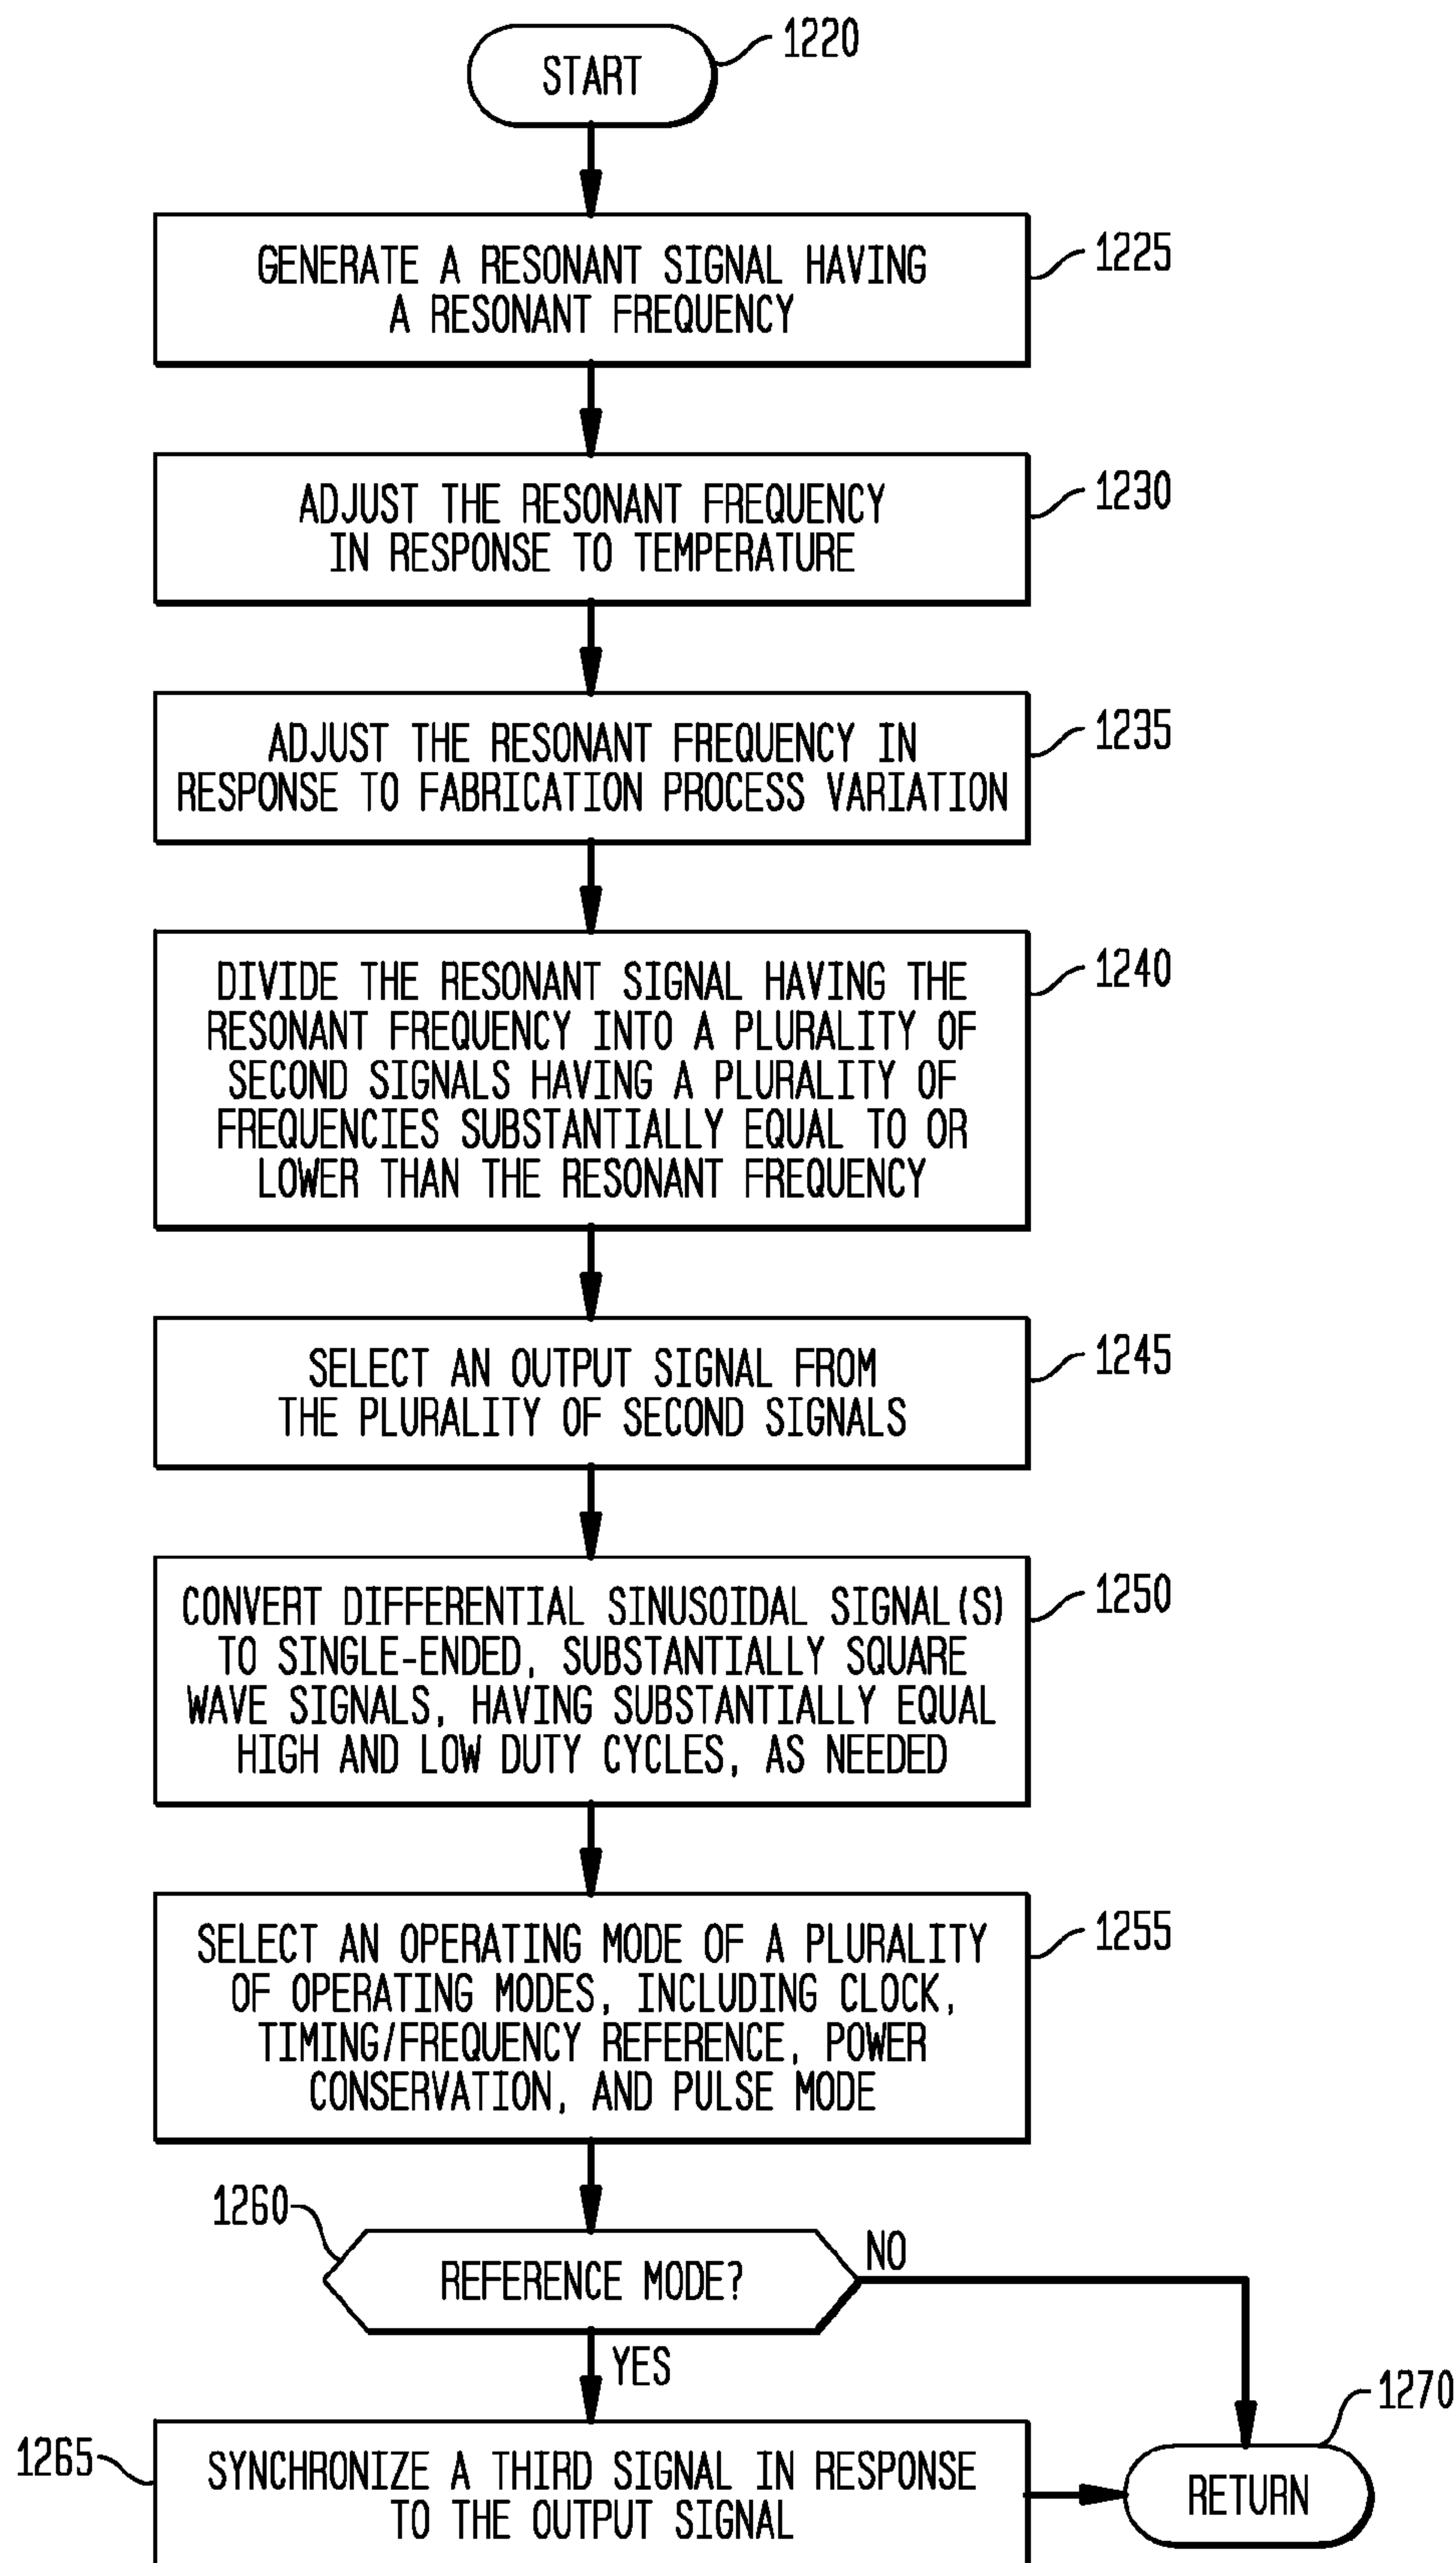 START
1220
GENERATE A RESONANT SIGNAL HAVING
A RESONANT FREQUENCY
1225
ADJUST THE RESONANT FREQUENCY
IN RESPONSE TO TEMPERATURE
1230
ADJUST THE RESONANT FREQUENCY IN
RESPONSE TO FABRICATION PROCESS VARIATION
1235
DIVIDE THE RESONANT SIGNAL HAVING THE
RESONANT FREQUENCY INTO A PLURALITY OF
SECOND SIGNALS HAVING A PLURALITY OF
FREQUENCIES SUBSTANTIALLY EQUAL TO OR
LOWER THAN THE RESONANT FREQUENCY
1240
SELECT AN OUTPUT SIGNAL FROM
THE PLURALITY OF SECOND SIGNALS
1245
CONVERT DIFFERENTIAL SINUSOIDAL SIGNAL(S)
TO SINGLE-ENDED, SUBSTANTIALLY SQUARE
WAVE SIGNALS, HAVING SUBSTANTIALLY EQUAL
HIGH AND LOW DUTY CYCLES, AS NEEDED
1250
SELECT AN OPERATING MODE OF A PLURALITY
OF OPERATING MODES, INCLUDING CLOCK,
TIMING/FREQUENCY REFERENCE, POWER
CONSERVATION, AND PULSE MODE
1255
1260
REFERENCE MODE?
NO
YES
1265
SYNCHRONIZE A THIRD SIGNAL IN RESPONSE
TO THE OUTPUT SIGNAL
1270
RETURN